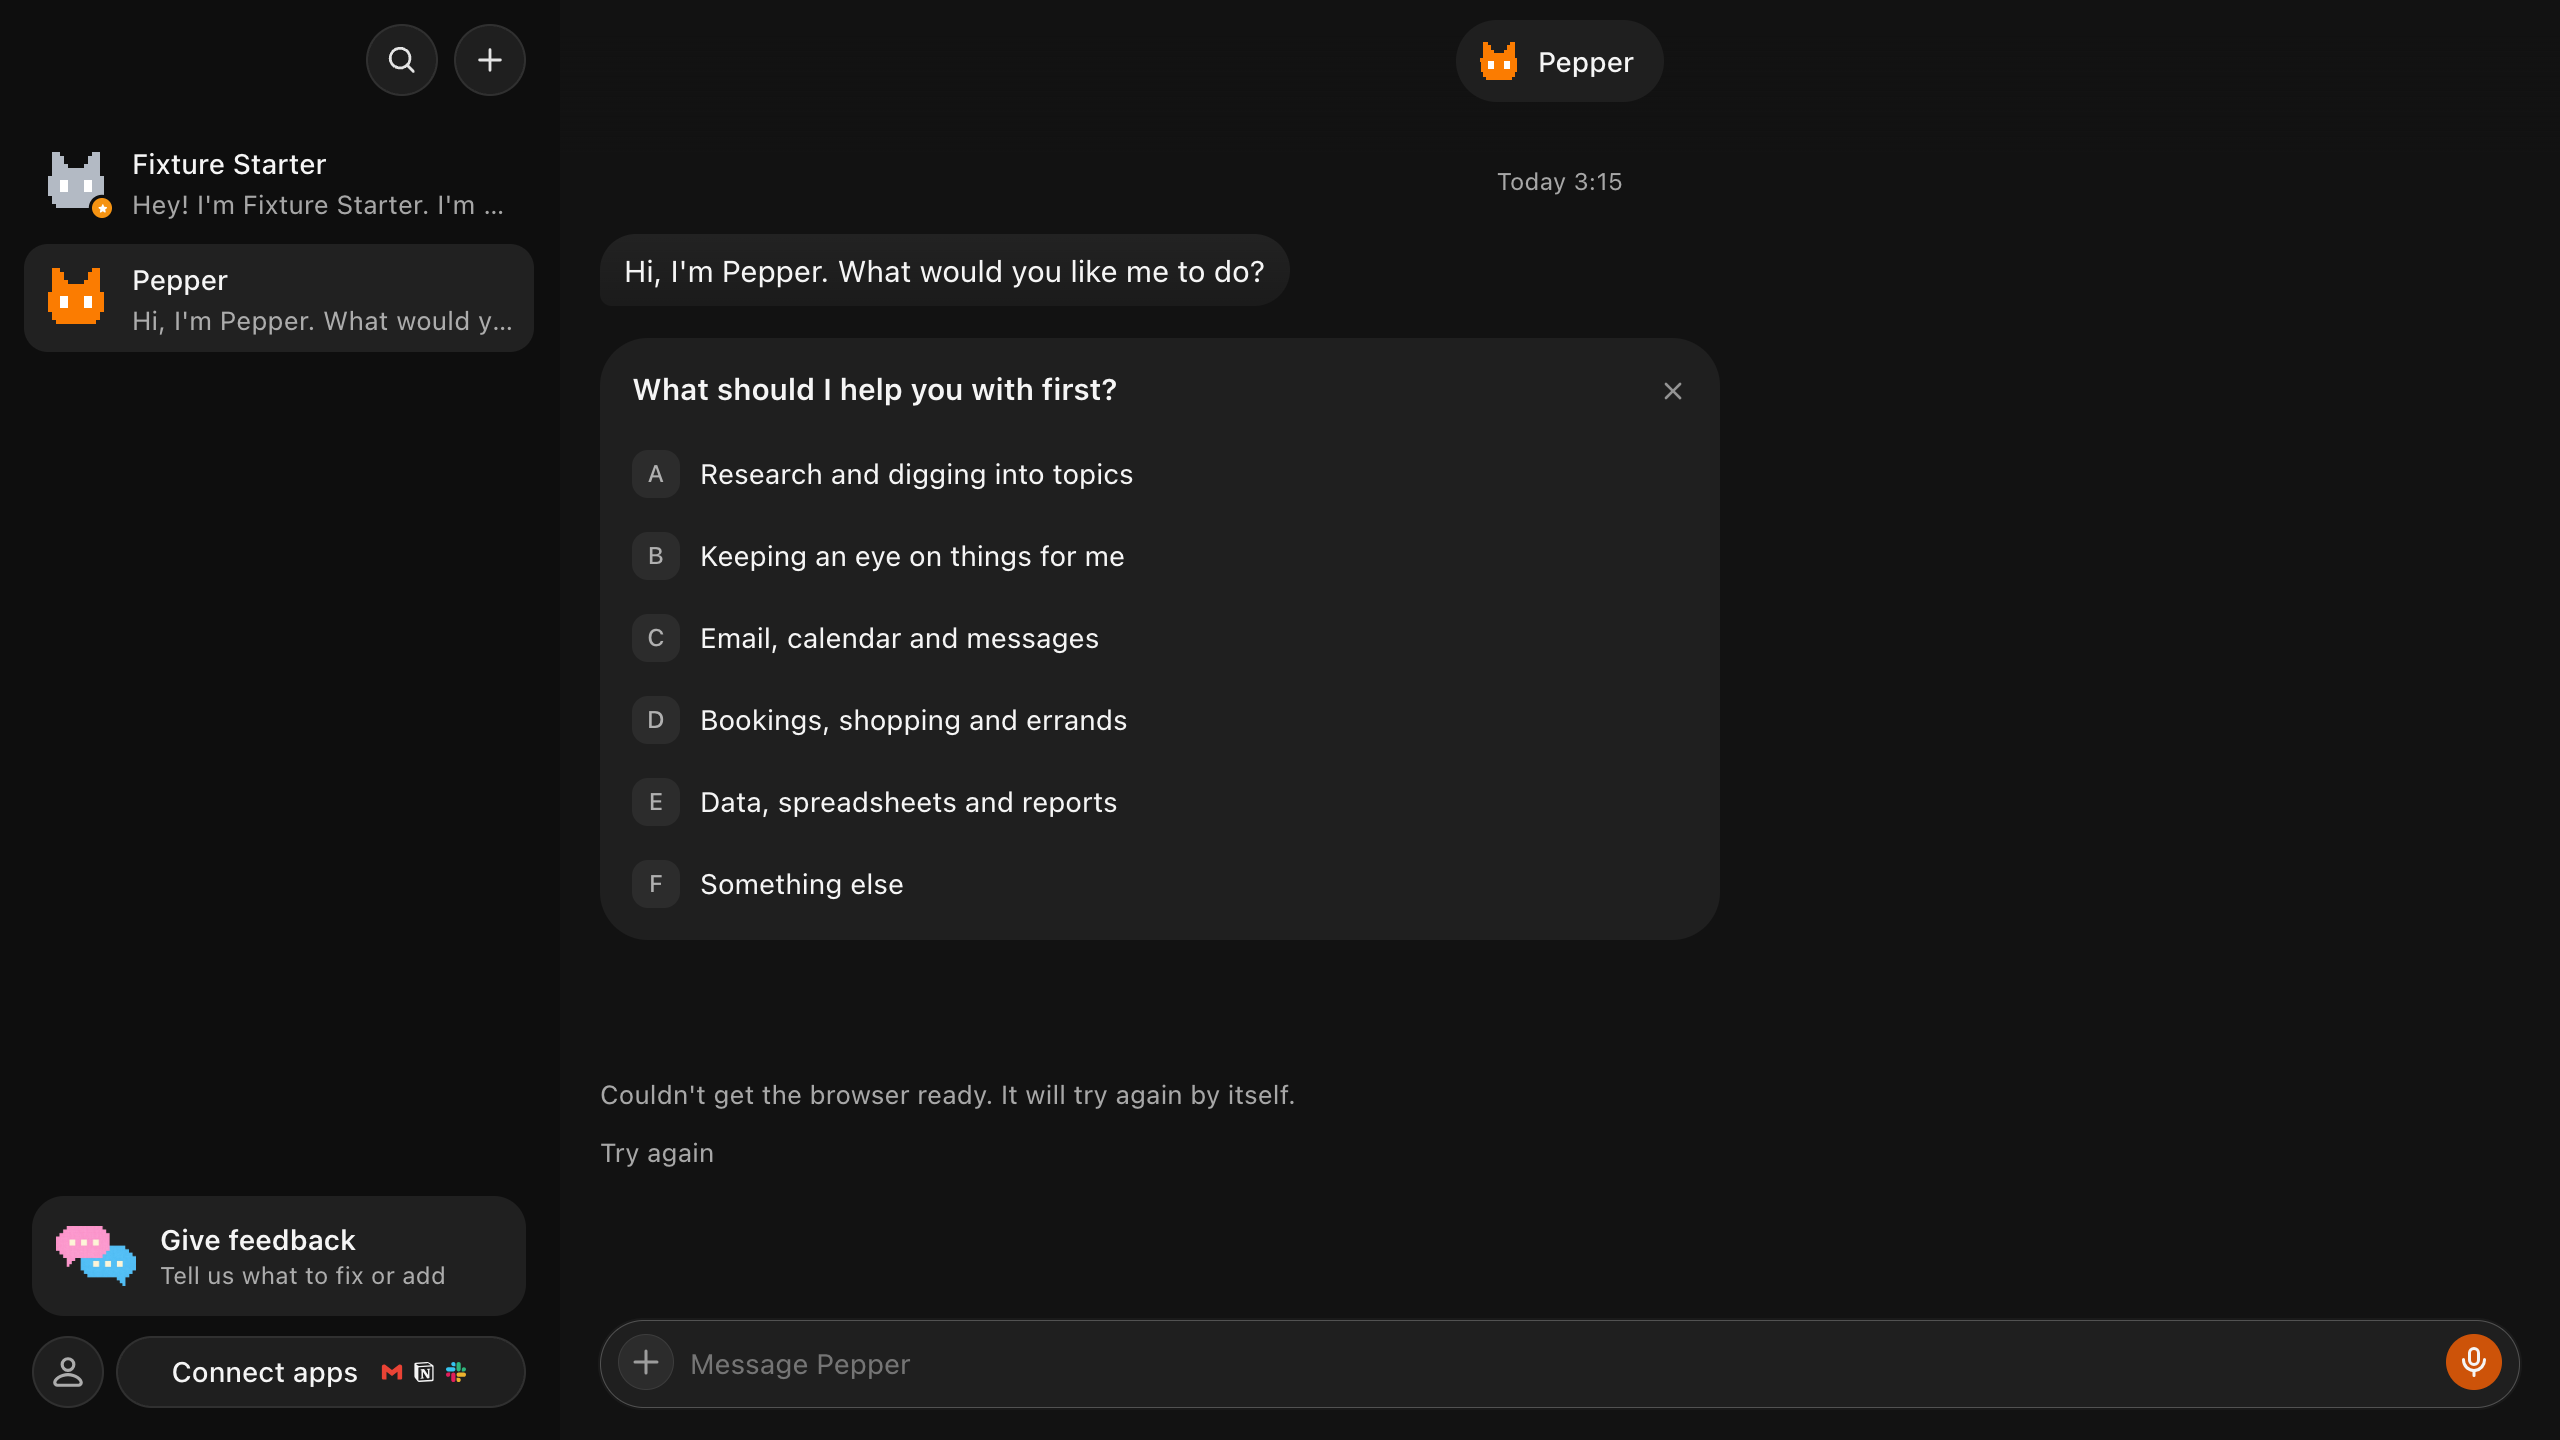 Fixture Starter
Hey! I'm Fixture Starter. I'm ...
Pepper
Hi, I'm Pepper. What would y...
Give feedback
Tell us what to fix or add
Connect apps
Pepper
Today 3:15
Hi, I'm Pepper. What would you like me to do?
What should I help you with first?
A Research and digging into topics
B Keeping an eye on things for me
C Email, calendar and messages
D Bookings, shopping and errands
E Data, spreadsheets and reports
F Something else
Couldn't get the browser ready. It will try again by itself.
Try again
Message Pepper